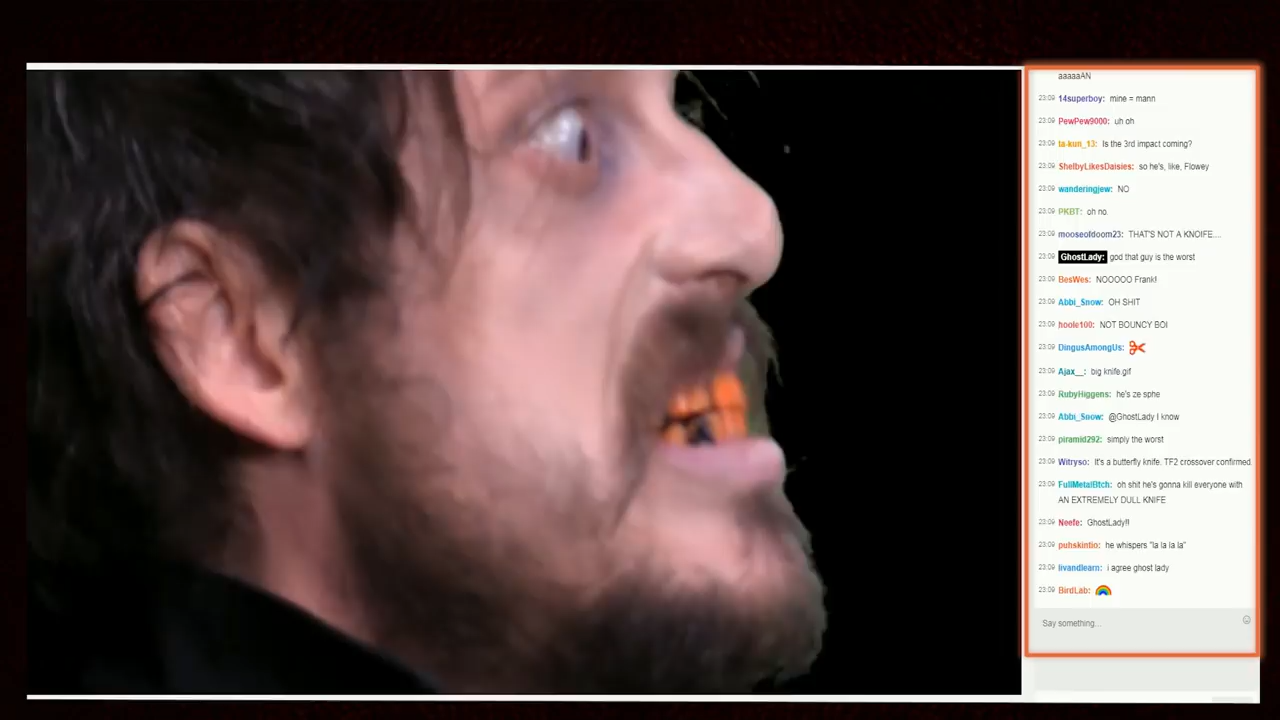 aaaaaAN
23:09 14superboy: mine = mann
23:09 PewPew9000: uh oh
23:09 ta-kun_13: Is the 3rd impact coming?
23:09 ShelbyLikesDaisies: so he's, like, Flowey
23:09 wanderingjew: NO
23:09 PKBT: oh no.
23:09 mooseofdoom23: THAT'S NOT A KNOIFE....
23:09 GhostLady: god that guy is the worst
23:09 BesWes: NOOOOO Frank!
23:09 Abbi_Snow: OH SHIT
23:09 hoole100: NOT BOUNCY BOI
23:09 DingusAmongUs:
23:09 Ajax__: big knife.gif
23:09 RubyHiggens: he's ze sphe
23:09 Abbi_Snow: @GhostLady I know
23:09 piramid292: simply the worst
23:09 Witryso: It's a butterfly knife. TF2 crossover confirmed.
23:09 FullMetalBtch: oh shit he's gonna kill everyone with
AN EXTREMELY DULL KNIFE
23:09 Neefe: GhostLady!!
23:09 puhskintio: he whispers "la la la la"
23:09 livandlearn: i agree ghost lady
23:09 BirdLab:
Say something...